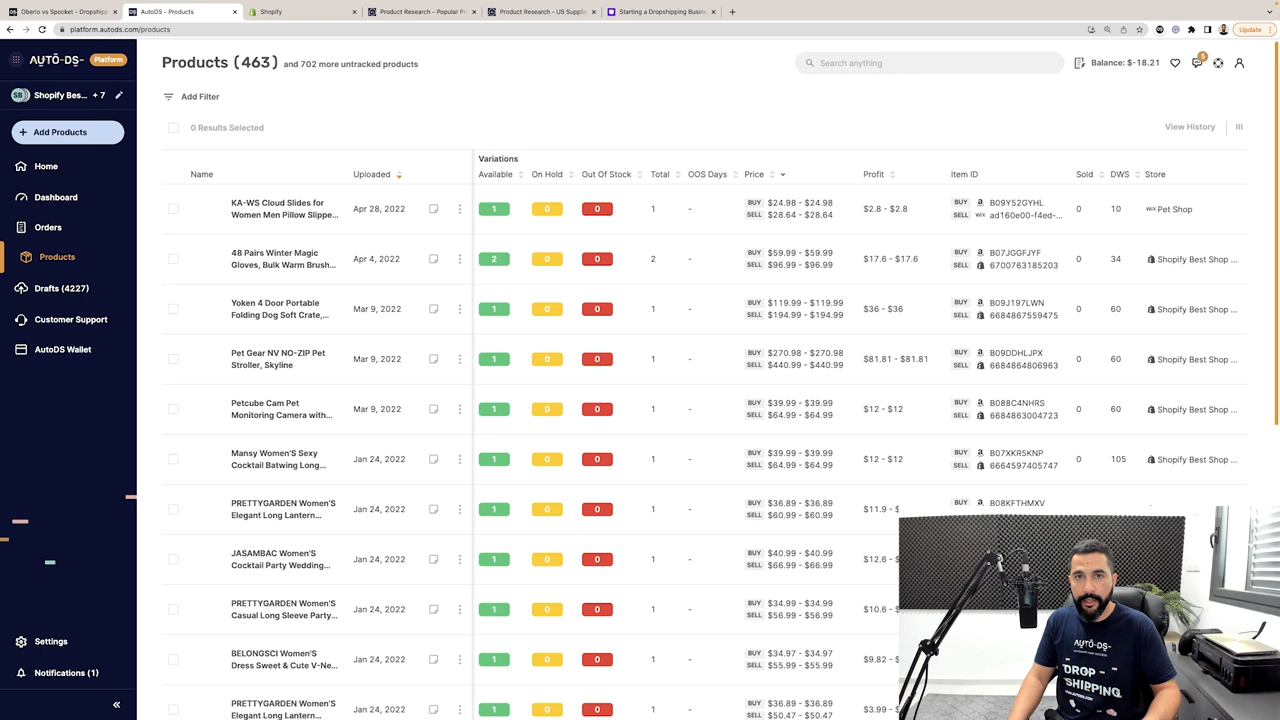 Oberlo vs Spocket - Dropship
AutoDS - Products
Shopify
Product Research - Popular P
Product Research - US Supplie
Starting a Dropshipping Busin
platform.autods.com/products
Update
AUTO-DS-
Platform
SB
Shopify Bes...
+ 7
+ Add Products
Home
Dashboard
Orders
Products
Drafts (4227)
Customer Support
AutoDS Wallet
Settings
Notifications (1)
Products (463) and 702 more untracked products
Search anything
Balance: $-18.21
Add Filter
0 Results Selected
View History
Variations
Name Uploaded Available On Hold Out Of Stock Total OOS Days Price Profit Item ID Sold DWS Store
KA-WS Cloud Slides for BUY $24.98 - $24.98 BUY B09Y52GYHL
Women Men Pillow Slippe... Apr 28, 2022 1 0 0 1 - SELL $28.64 - $28.64 $2.8 - $2.8 SELL WiX ad160e00-f4ed-... 0 10 WiX Pet Shop
48 Pairs Winter Magic BUY $59.99 - $59.99 BUY B07JGGFJYF
Gloves, Bulk Warm Brush... Apr 4, 2022 2 0 0 2 - SELL $96.99 - $96.99 $17.6 - $17.6 SELL 6700763185203 0 34 Shopify Best Shop ...
Yoken 4 Door Portable BUY $119.99 - $119.99 BUY B09J197LWN
Folding Dog Soft Crate,... Mar 9, 2022 1 0 0 1 - SELL $194.99 - $194.99 $36 - $36 SELL 6684867559475 0 60 Shopify Best Shop ...
Pet Gear NV NO-ZIP Pet BUY $270.98 - $270.98 BUY B09DDHLJPX
Stroller, Skyline Mar 9, 2022 1 0 0 1 - SELL $440.99 - $440.99 $81.81 - $81.81 SELL 6684864806963 0 60 Shopify Best Shop ...
Petcube Cam Pet BUY $39.99 - $39.99 BUY B088C4NHRS
Monitoring Camera with... Mar 9, 2022 1 0 0 1 - SELL $64.99 - $64.99 $12 - $12 SELL 6684863004723 0 60 Shopify Best Shop ...
Mansy Women'S Sexy BUY $39.99 - $39.99 BUY B07XKR5KNP
Cocktail Batwing Long... Jan 24, 2022 1 0 0 1 - SELL $64.99 - $64.99 $12 - $12 SELL 6664597405747 0 105 Shopify Best Shop ...
PRETTYGARDEN Women'S BUY $36.89 - $36.89 BUY B08KFTHMXV
Elegant Long Lantern... Jan 24, 2022 1 0 0 1 - SELL $60.99 - $60.99 $11.9 -
JASAMBAC Women'S BUY $40.99 - $40.99
Cocktail Party Wedding... Jan 24, 2022 1 0 0 1 - SELL $66.99 - $66.99 $12.6 -
PRETTYGARDEN Women'S BUY $34.99 - $34.99
Casual Long Sleeve Party... Jan 24, 2022 1 0 0 1 - SELL $56.99 - $56.99 $10.6 -
BELONGSCI Women'S BUY $34.97 - $34.97
Dress Sweet & Cute V-Ne... Jan 24, 2022 1 0 0 1 - SELL $55.99 - $55.99 $9.82 -
PRETTYGARDEN Women'S BUY $36.89 - $36.89
Elegant Long Lantern... Jan 24, 2022 1 0 0 1 - SELL $50.47 - $50.47 $3.99 -
AUTO-DS-
DROP
SHIPPING